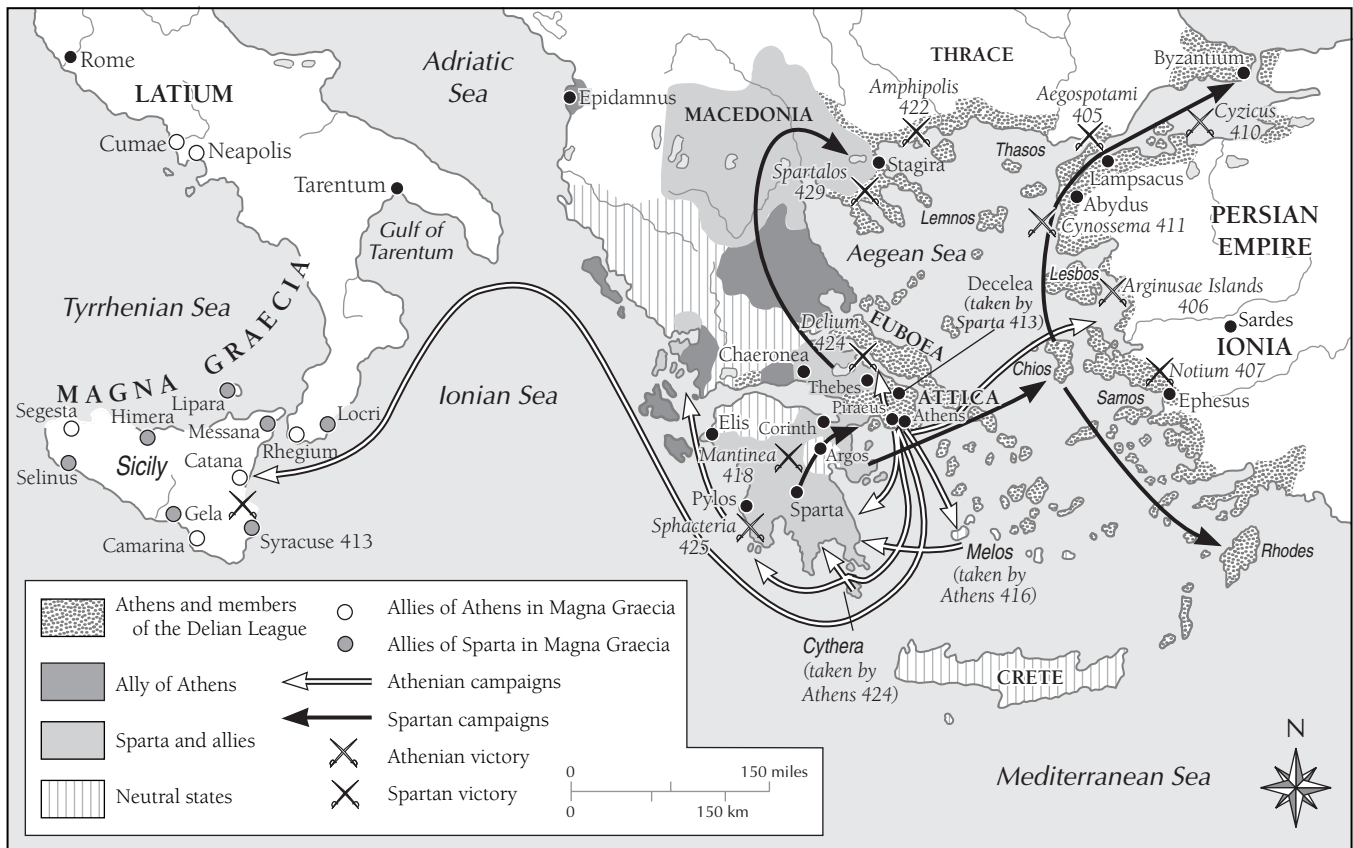 Rome
LATIUM
Cumae
Neapolis
Tarentum
Gulf of
Tarentum
Adriatic
Sea
Epidamnus
Tyrrhenian Sea
MAGNA GRAECIA
Segesta
Himera
Lipara
Messana
Locri
Rhegium
Selinus
Sicily
Catana
Gela
Camarina
Syracuse 413
Ionian Sea
MACEDONIA
THRACE
Amphipolis
422
Aegospotami
405
Byzantium
Cyzicus
410
Thasos
Stagira
Spartalos
429
Lampsacus
Abydus
Cynossema 411
Lemnos
PERSIAN
EMPIRE
Aegean Sea
Lesbos
Arginusae Islands
406
Decelea
(taken by
Sparta 413)
Sardes
IONIA
Delium
424
EUBOEA
Chaeronea
Thebes
Chios
Notium 407
Samos
Ephesus
ATTICA
Piraeus
Athens
Elis
Corinth
Mantinea
418
Argos
Pylos
Sparta
Sphacteria
425
Melos
(taken by
Athens 416)
Rhodes
Cythera
(taken by
Athens 424)
CRETE
Mediterranean Sea
N
Athens and members
of the Delian League
Ally of Athens
Sparta and allies
Neutral states
Allies of Athens in Magna Graecia
Allies of Sparta in Magna Graecia
Athenian campaigns
Spartan campaigns
Athenian victory
Spartan victory
0 150 miles
0 150 km